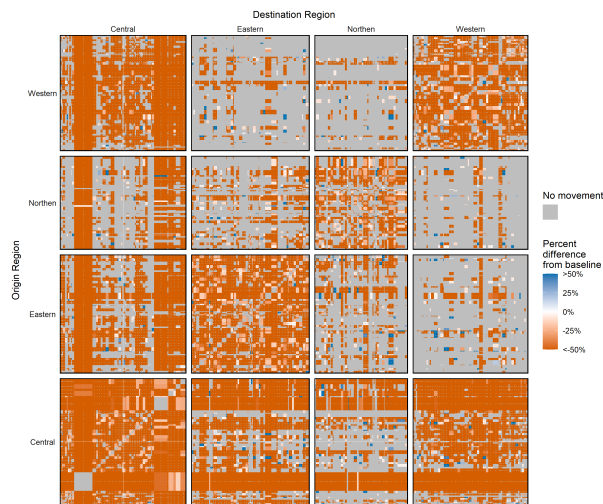 Destination Region
Central
Eastern
Northen
Western
Western
Northen
Eastern
Central
Origin Region
No movement
Percent
difference
from baseline
>50%
25%
0%
-25%
<-50%